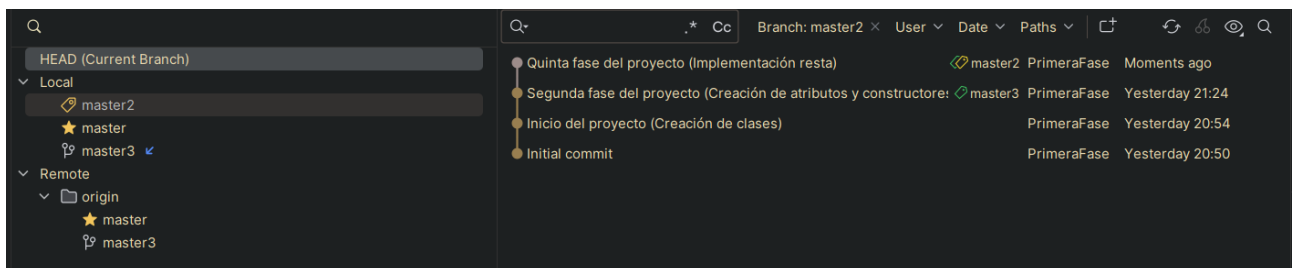 .* Cc Branch: master2 User Date Paths
HEAD (Current Branch)
Local
master2
master
master3
Remote
origin
master
master3
Quinta fase del proyecto (Implementación resta) master2 PrimeraFase Moments ago
Segunda fase del proyecto (Creación de atributos y constructore: master3 PrimeraFase Yesterday 21:24
Inicio del proyecto (Creación de clases) PrimeraFase Yesterday 20:54
Initial commit PrimeraFase Yesterday 20:50